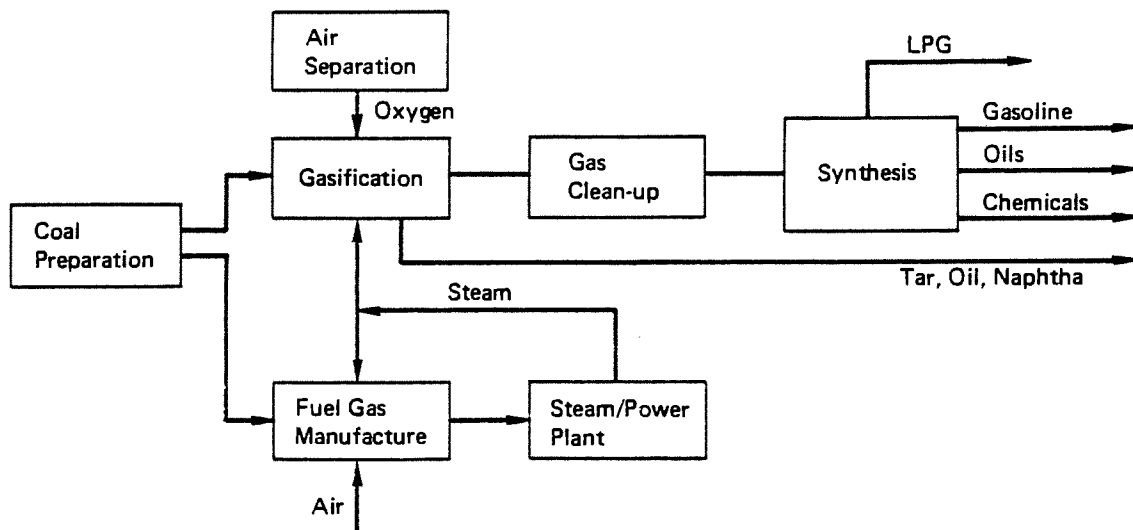 Air
Separation
LPG
Oxygen
Gasoline
Gasification
Gas
Clean-up
Synthesis
Oils
Chemicals
Coal
Preparation
Tar, Oil, Naphtha
Steam
Fuel Gas
Manufacture
Steam/Power
Plant
Air